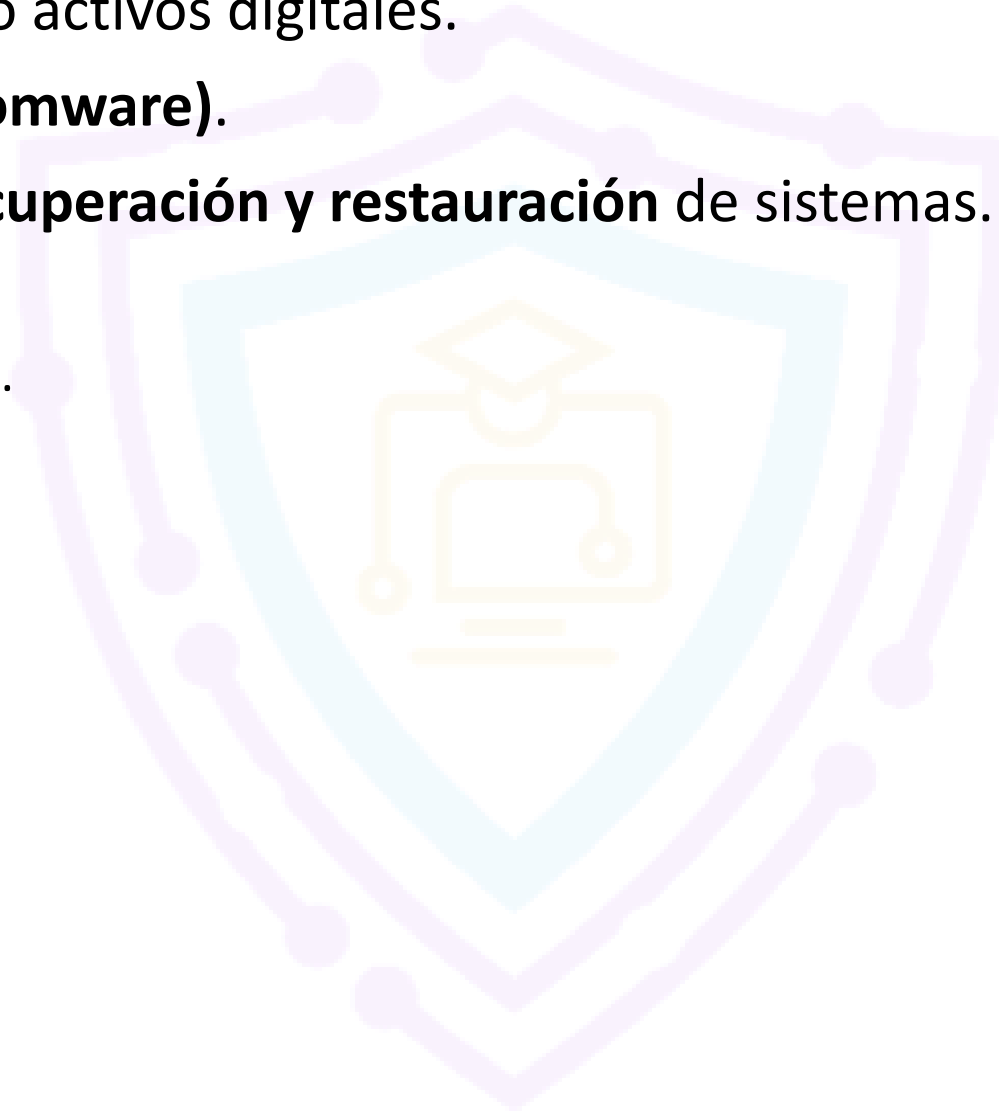 o activos digitales.
omware).
cuperación y restauración de sistemas.
.